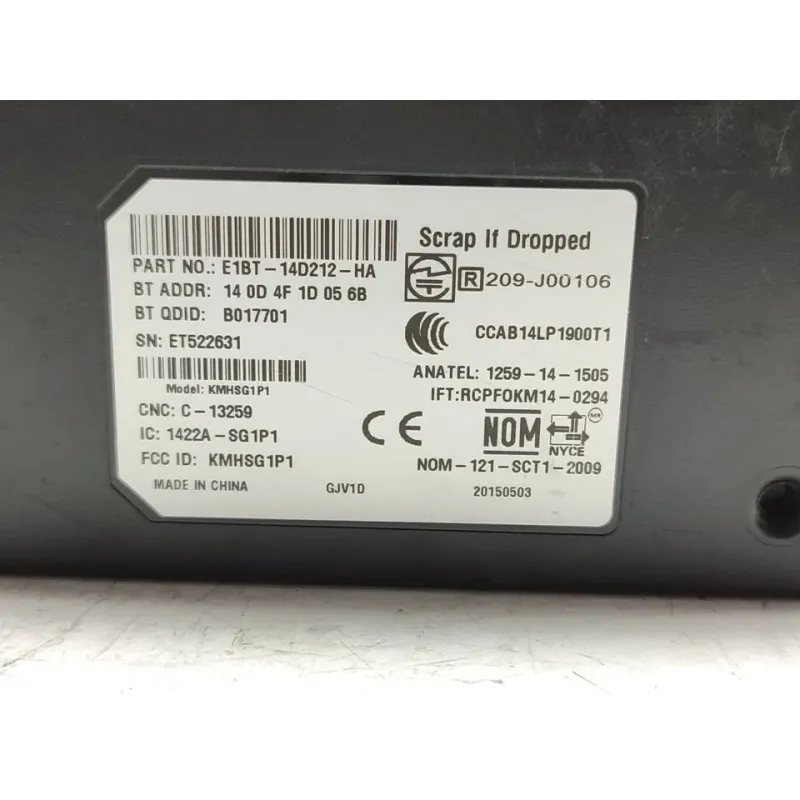 Scrap If Dropped
PART NO.: E1BT-14D212-HA
R 209-J00106
BT ADDR: 14 0D 4F 1D 05 6B
BT QDID: B017701
CCAB14LP1900T1
SN: ET522631
ANATEL: 1259-14-1505
Model: KMHSG1P1
IFT:RCPFOKM14-0294
CNC: C-13259
CE
NOM
MR
NYCE
IC: 1422A-SG1P1
FCC ID: KMHSG1P1
NOM-121-SCT1-2009
MADE IN CHINA
GJV1D
20150503